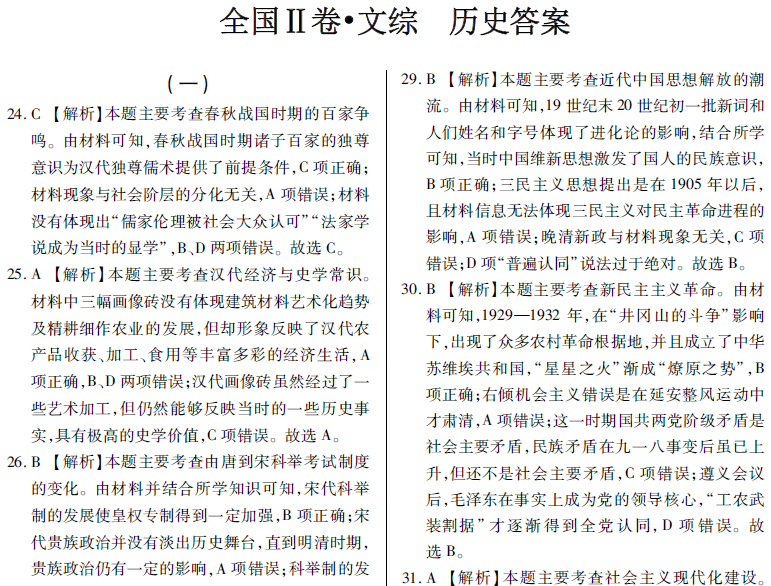 全国Ⅱ卷·文综 历史答案
(一)
24. C 【解析】本题主要考查春秋战国时期的百家争
鸣。由材料可知,春秋战国时期诸子百家的独尊
意识为汉代独尊儒术提供了前提条件,C 项正确;
材料现象与社会阶层的分化无关,A 项错误;材料
没有体现出“儒家伦理被社会大众认可”“法家学
说成为当时的显学”,B、D 两项错误。故选 C。
25. A 【解析】本题主要考查汉代经济与史学常识。
材料中三幅画像砖没有体现建筑材料艺术化趋势
及精耕细作农业的发展,但却形象反映了汉代农
产品收获、加工、食用等丰富多彩的经济生活,A
项正确,B、D 两项错误;汉代画像砖虽然经过了一
些艺术加工,但仍然能够反映当时的一些历史事
实,具有极高的史学价值,C 项错误。故选 A。
26. B 【解析】本题主要考查由唐到宋科举考试制度
的变化。由材料并结合所学知识可知,宋代科举
制的发展使皇权专制得到一定加强,B 项正确;宋
代贵族政治并没有淡出历史舞台,直到明清时期,
贵族政治仍有一定的影响,A 项错误;科举制的发
29. B 【解析】本题主要考查近代中国思想解放的潮
流。由材料可知,19 世纪末 20 世纪初一批新词和
人们姓名和字号体现了进化论的影响,结合所学
可知,当时中国维新思想激发了国人的民族意识,
B 项正确;三民主义思想提出是在 1905 年以后,
且材料信息无法体现三民主义对民主革命进程的
影响,A 项错误;晚清新政与材料现象无关,C 项
错误;D 项“普遍认同”说法过于绝对。故选 B。
30. B 【解析】本题主要考查新民主主义革命。由材
料可知,1929—1932 年,在“井冈山的斗争”影响
下,出现了众多农村革命根据地,并且成立了中华
苏维埃共和国,“星星之火”渐成“燎原之势”,B
项正确;右倾机会主义错误是在延安整风运动中
才肃清,A 项错误;这一时期国共两党阶级矛盾是
社会主要矛盾,民族矛盾在九一八事变后虽已上
升,但还不是社会主要矛盾,C 项错误;遵义会议
后,毛泽东在事实上成为党的领导核心,“工农武
装割据”才逐渐得到全党认同,D 项错误。故
选 B。
31. A 【解析】本题主要考查社会主义现代化建设。